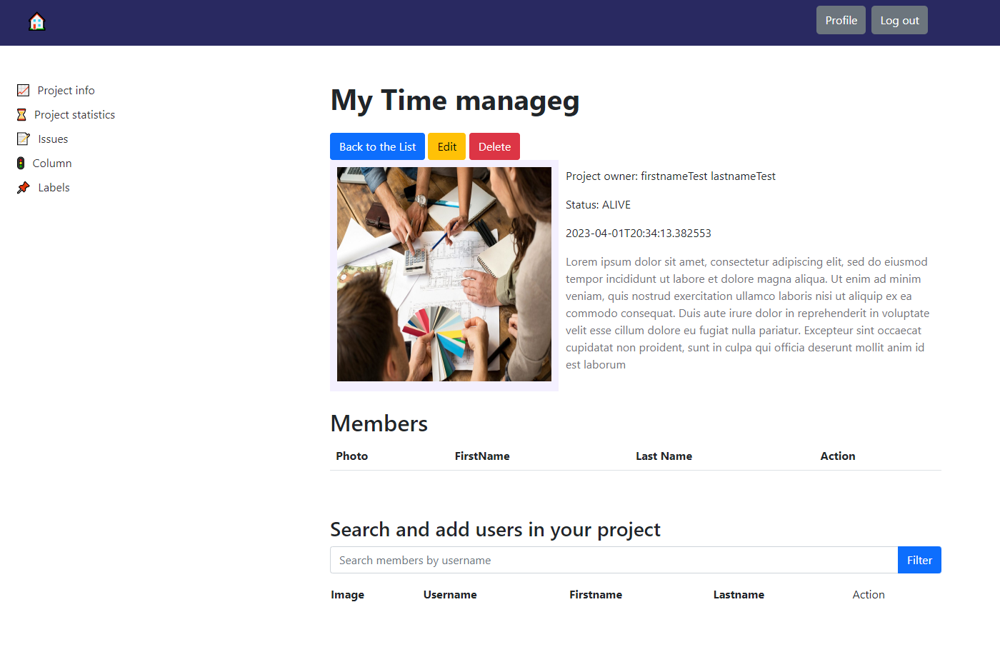 Profile Log out
Project info
Project statistics
Issues
Column
Labels
My Time manageg
Back to the List Edit Delete
Project owner: firstnameTest lastnameTest
Status: ALIVE
2023-04-01T20:34:13.382553
Lorem ipsum dolor sit amet, consectetur adipiscing elit, sed do eiusmod
tempor incididunt ut labore et dolore magna aliqua. Ut enim ad minim
veniam, quis nostrud exercitation ullamco laboris nisi ut aliquip ex ea
commodo consequat. Duis aute irure dolor in reprehenderit in voluptate
velit esse cillum dolore eu fugiat nulla pariatur. Excepteur sint occaecat
cupidatat non proident, sunt in culpa qui officia deserunt mollit anim id
est laborum
Members
Photo FirstName Last Name Action
Search and add users in your project
Search members by username Filter
Image Username Firstname Lastname Action